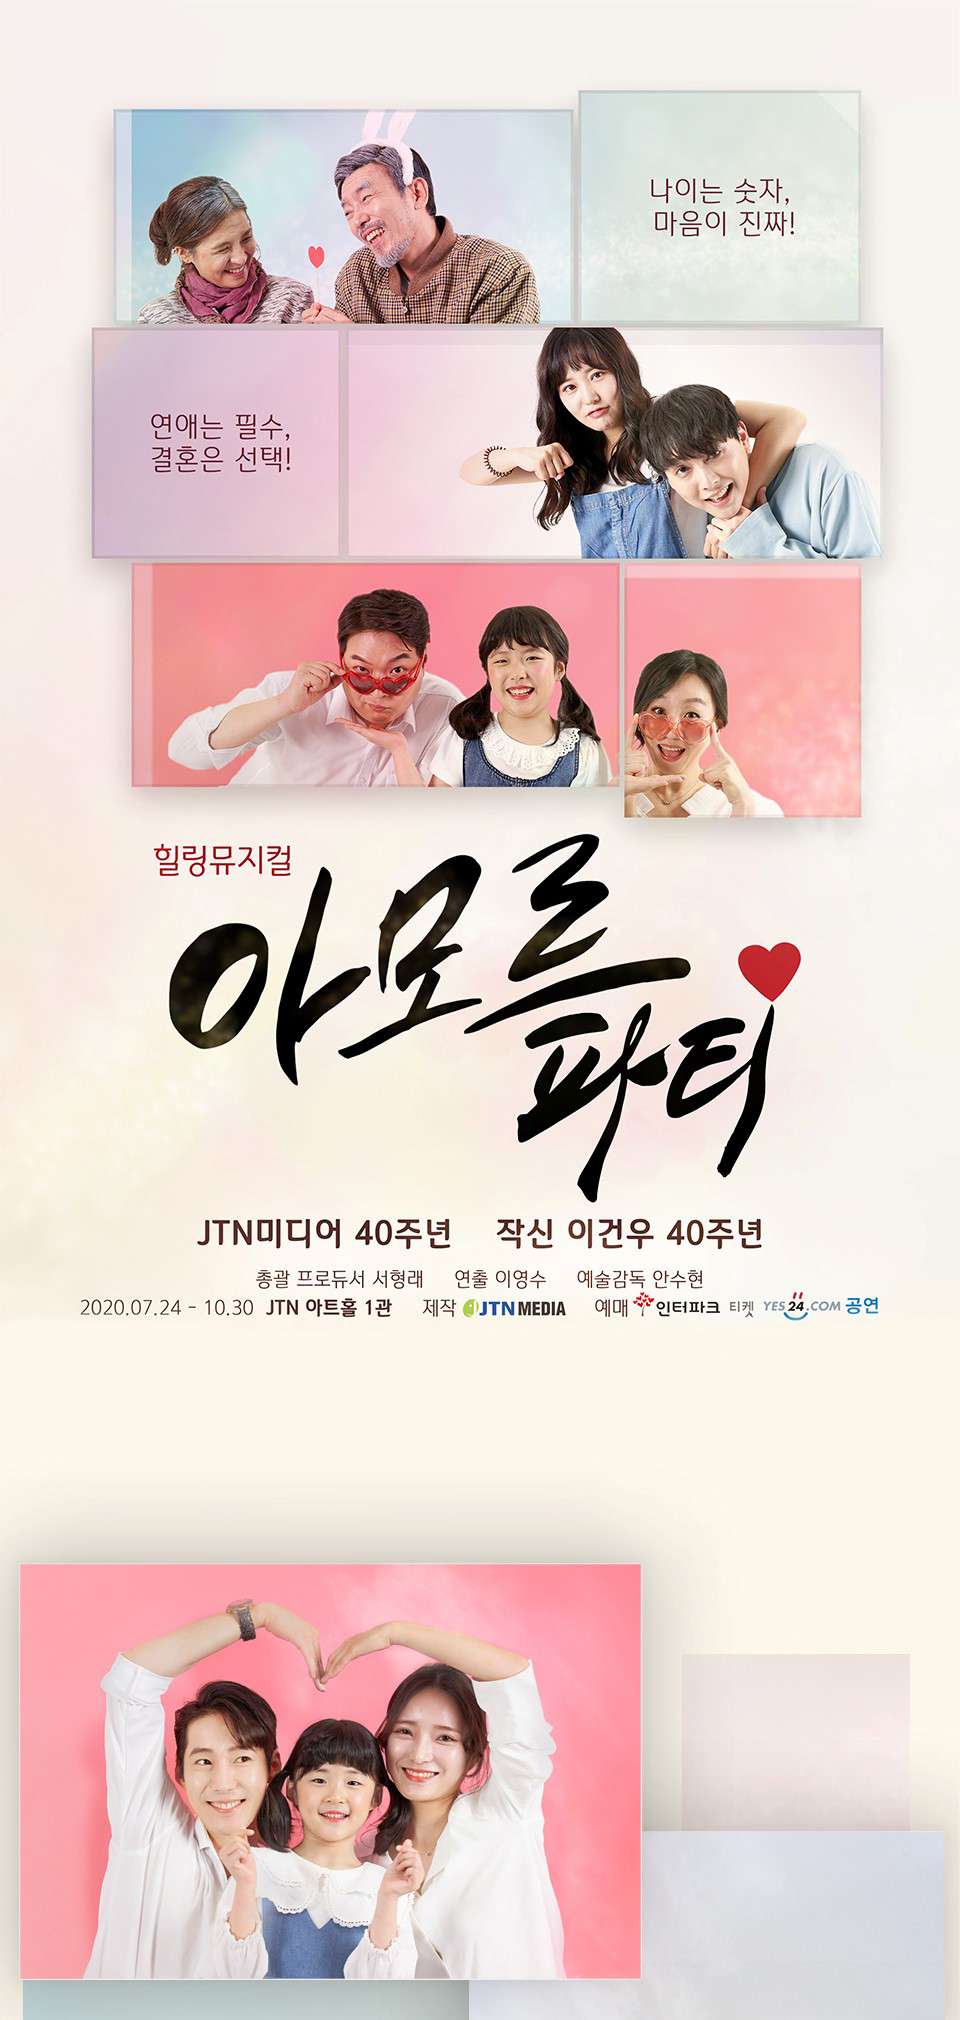 나이는 숫자,
마음이 진짜!
연애는 필수,
결혼은 선택!
힐링뮤지컬
아모르
파티
JTN미디어 40주년 작신 이건우 40주년
총괄 프로듀서 서형래 연출 이영수 예술감독 안수현
2020.07.24 - 10.30 JTN 아트홀 1관 제작 JTN MEDIA 예매 인터파크 티켓 YES24.COM 공연